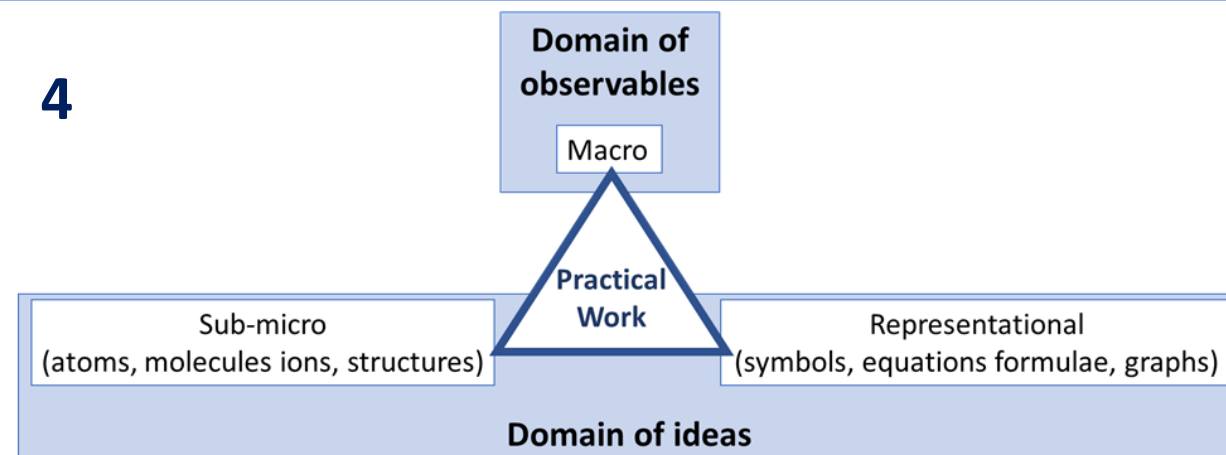 4
Domain of
observables
Macro
Practical
Work
Sub-micro
(atoms, molecules ions, structures)
Representational
(symbols, equations formulae, graphs)
Domain of ideas